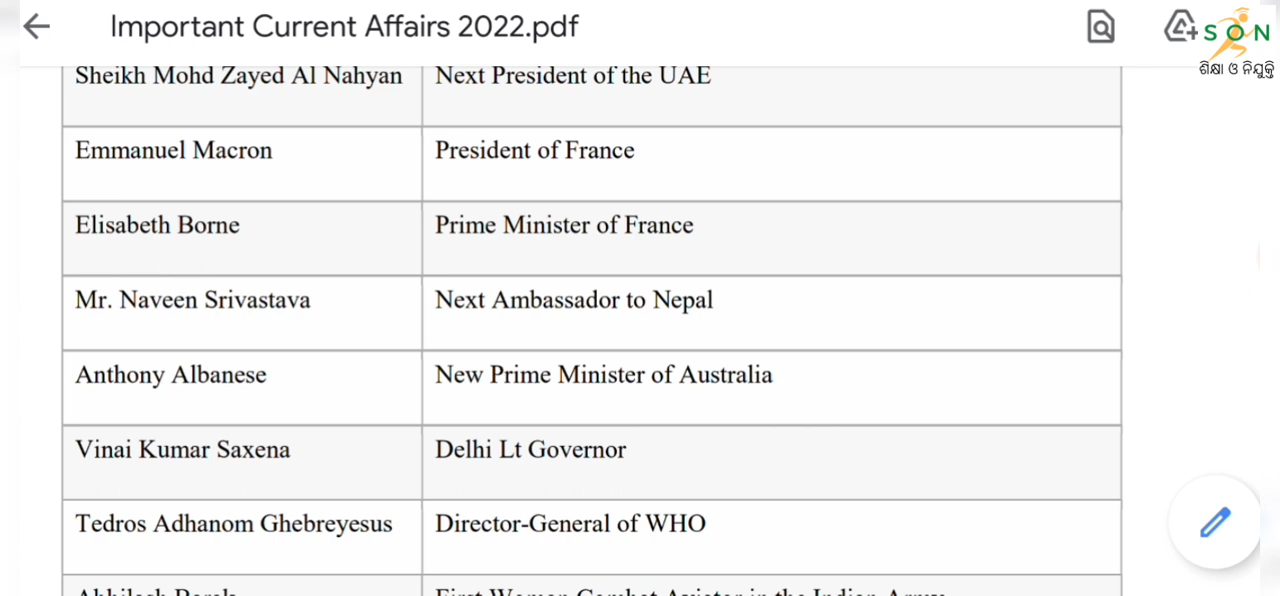 Important Current Affairs 2022.pdf
SON
ଶିକ୍ଷା ଓ ନିଯୁକ୍ତି
Sheikh Mohd Zayed Al Nahyan Next President of the UAE
Emmanuel Macron President of France
Elisabeth Borne Prime Minister of France
Mr. Naveen Srivastava Next Ambassador to Nepal
Anthony Albanese New Prime Minister of Australia
Vinai Kumar Saxena Delhi Lt Governor
Tedros Adhanom Ghebreyesus Director-General of WHO